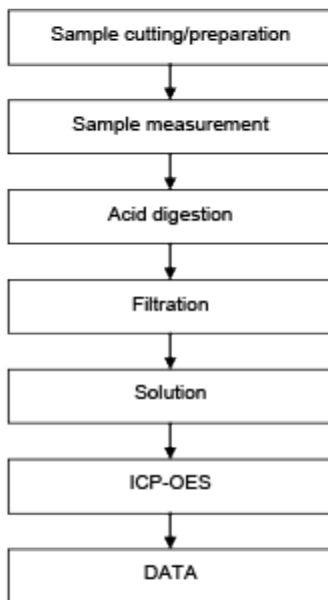 Sample cutting/preparation
Sample measurement
Acid digestion
Filtration
Solution
ICP-OES
DATA